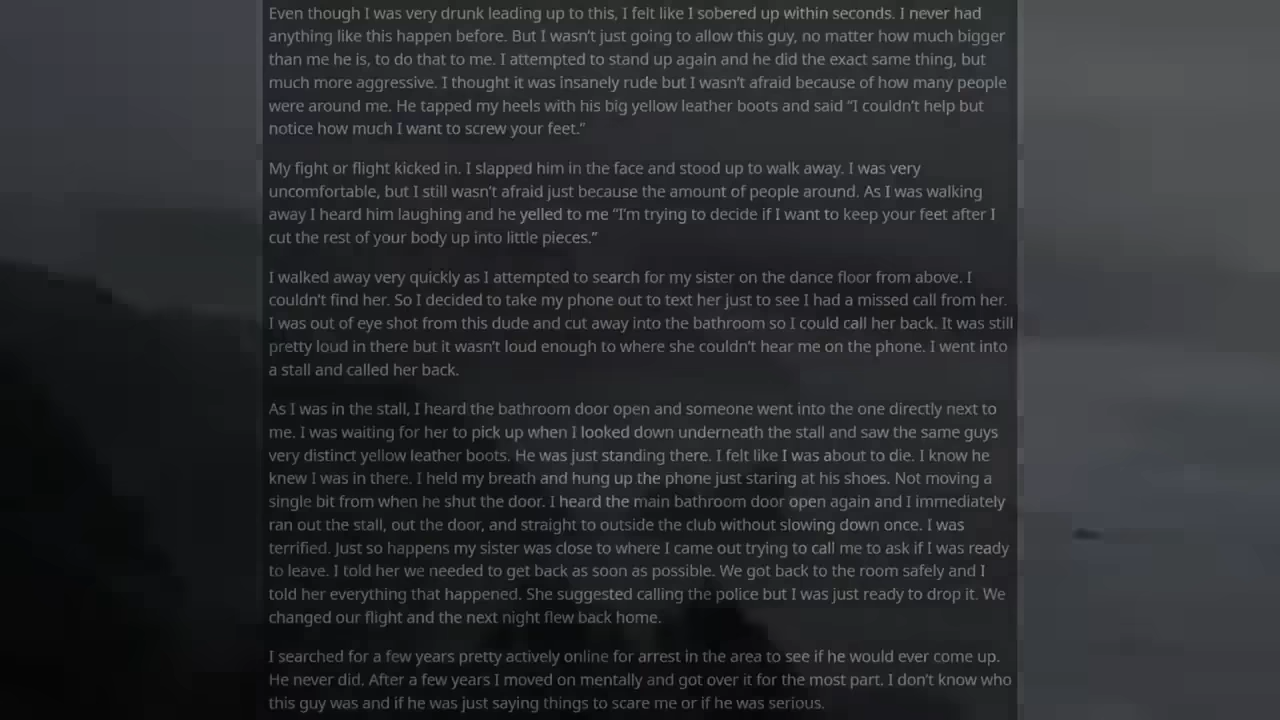 Even though I was very drunk leading up to this, I felt like I sobered up within seconds. I never had
anything like this happen before. But I wasn’t just going to allow this guy, no matter how much bigger
than me he is, to do that to me. I attempted to stand up again and he did the exact same thing, but
much more aggressive. I thought it was insanely rude but I wasn’t afraid because of how many people
were around me. He tapped my heels with his big yellow leather boots and said “I couldn’t help but
notice how much I want to screw your feet.”
My fight or flight kicked in. I slapped him in the face and stood up to walk away. I was very
uncomfortable, but I still wasn’t afraid just because the amount of people around. As I was walking
away I heard him laughing and he yelled to me “I’m trying to decide if I want to keep your feet after I
cut the rest of your body up into little pieces.”
I walked away very quickly as I attempted to search for my sister on the dance floor from above. I
couldn’t find her. So I decided to take my phone out to text her just to see I had a missed call from her.
I was out of eye shot from this dude and cut away into the bathroom so I could call her back. It was still
pretty loud in there but it wasn’t loud enough to where she couldn’t hear me on the phone. I went into
a stall and called her back.
As I was in the stall, I heard the bathroom door open and someone went into the one directly next to
me. I was waiting for her to pick up when I looked down underneath the stall and saw the same guys
very distinct yellow leather boots. He was just standing there. I felt like I was about to die. I know he
knew I was in there. I held my breath and hung up the phone just staring at his shoes. Not moving a
single bit from when he shut the door. I heard the main bathroom door open again and I immediately
ran out the stall, out the door, and straight to outside the club without slowing down once. I was
terrified. Just so happens my sister was close to where I came out trying to call me to ask if I was ready
to leave. I told her we needed to get back as soon as possible. We got back to the room safely and I
told her everything that happened. She suggested calling the police but I was just ready to drop it. We
changed our flight and the next night flew back home.
I searched for a few years pretty actively online for arrest in the area to see if he would ever come up.
He never did. After a few years I moved on mentally and got over it for the most part. I don’t know who
this guy was and if he was just saying things to scare me or if he was serious.